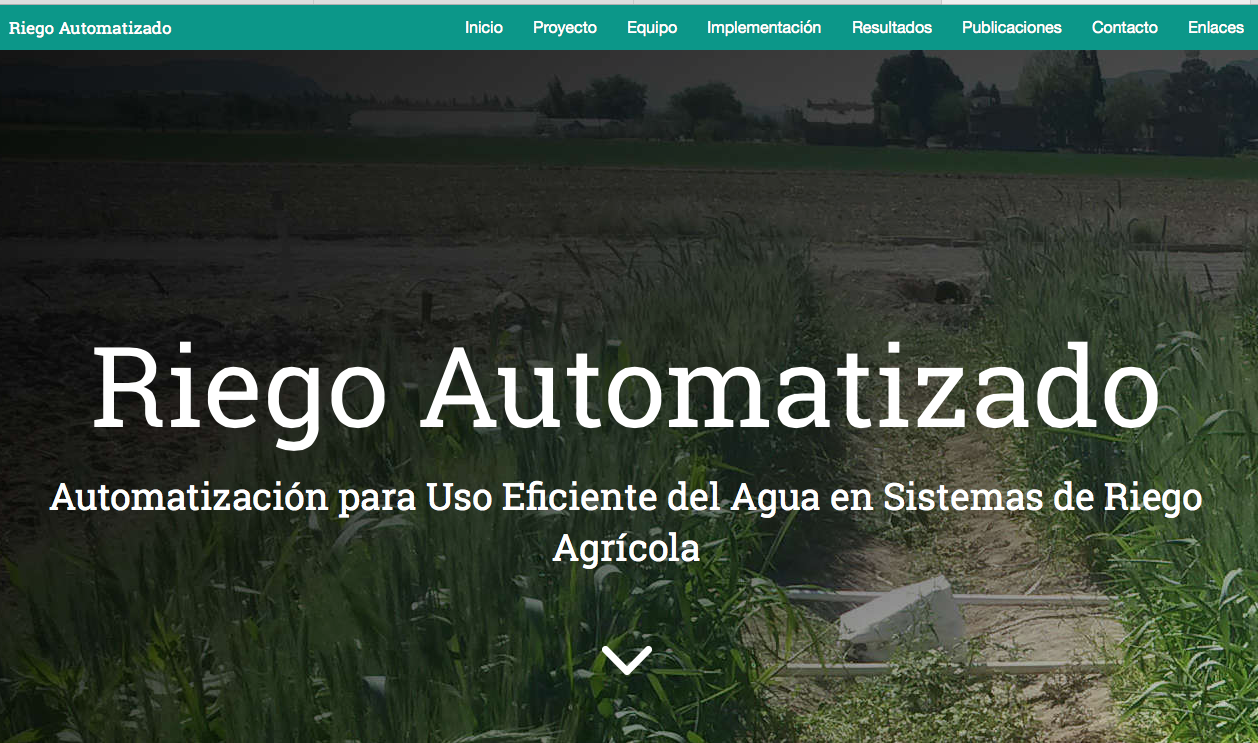 Riego Automatizado
Inicio Proyecto Equipo Implementación Resultados Publicaciones Contacto Enlaces
Riego Automatizado
Automatización para Uso Eficiente del Agua en Sistemas de Riego
Agrícola